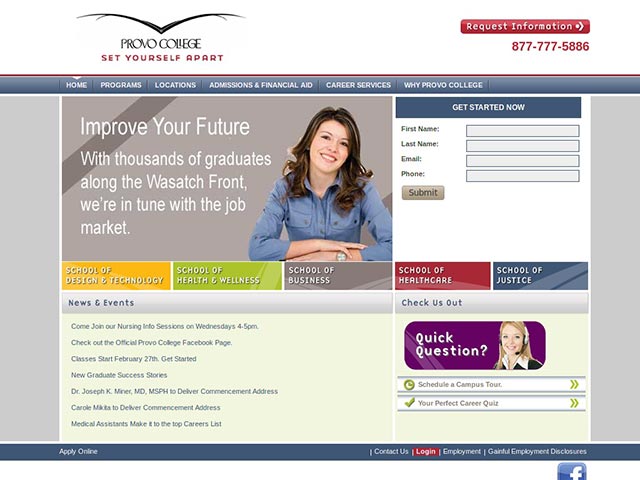 PROVO COLLEGE
SET YOURSELF APART
Request Information
877-777-5886
HOME PROGRAMS LOCATIONS ADMISSIONS & FINANCIAL AID CAREER SERVICES WHY PROVO COLLEGE
Improve Your Future
With thousands of graduates
along the Wasatch Front,
we're in tune with the job
market.
GET STARTED NOW
First Name:
Last Name:
Email:
Phone:
Submit
SCHOOL OF
DESIGN & TECHNOLOGY
SCHOOL OF
HEALTH & WELLNESS
SCHOOL OF
BUSINESS
SCHOOL OF
HEALTHCARE
SCHOOL OF
JUSTICE
News & Events
Come Join our Nursing Info Sessions on Wednesdays 4-5pm.
Check out the Official Provo College Facebook Page.
Classes Start February 27th. Get Started
New Graduate Success Stories
Dr. Joseph K. Miner, MD, MSPH to Deliver Commencement Address
Carole Mikita to Deliver Commencement Address
Medical Assistants Make it to the top Careers List
Check Us Out
Quick
Question?
Schedule a Campus Tour.
Your Perfect Career Quiz
Apply Online
| Contact Us | Login | Employment | Gainful Employment Disclosures
f